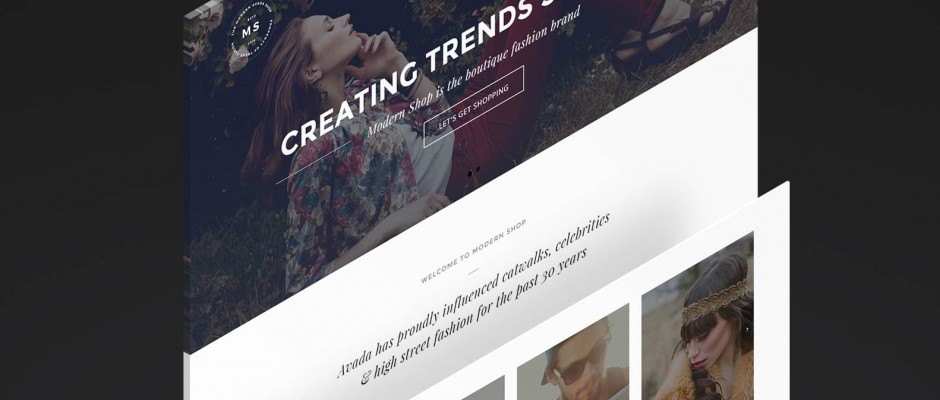 MS
CREATING TRENDS
Modern Shop is the boutique fashion brand
LET'S GET SHOPPING
WELCOME TO MODERN SHOP
Avada has proudly influenced catwalks, celebrities
& high street fashion for the past 30 years